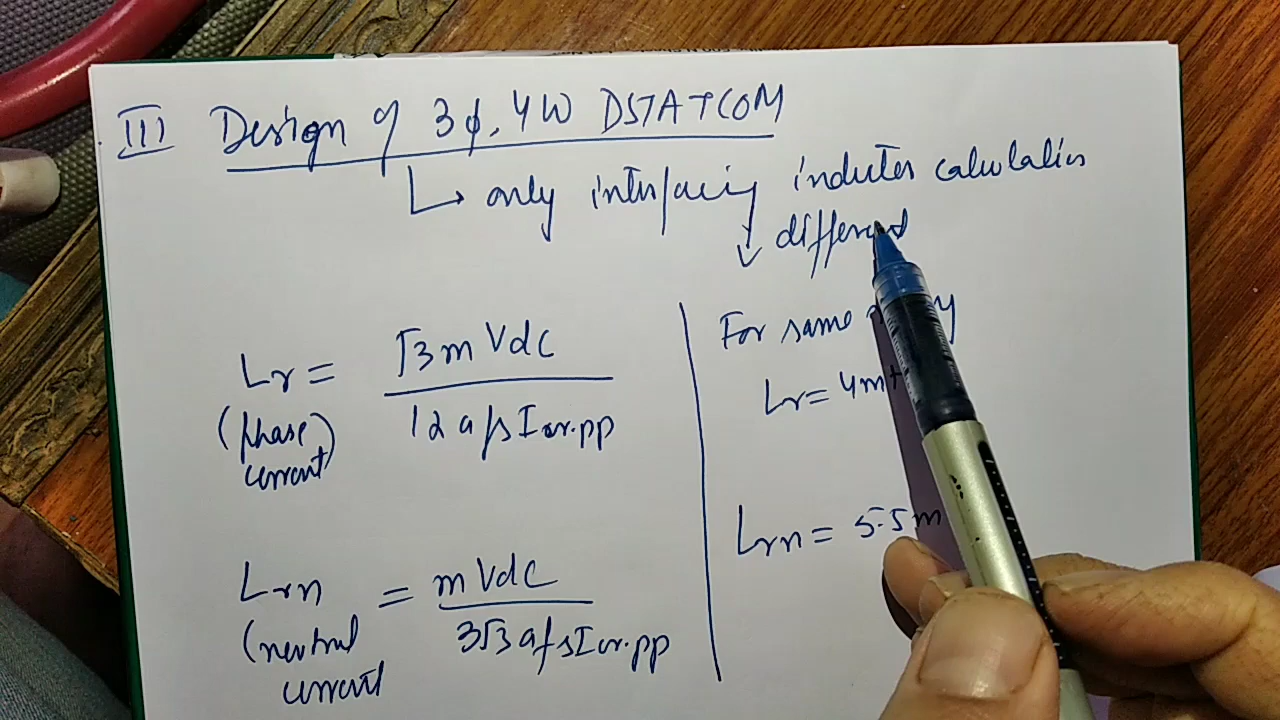 III Design of 3φ, 4W DSTATCOM
↳ only interfacing inductor calculation
↓ different
Lr = √3 m Vdc / 12 a fs Icr.pp
(phase current)
Lrn = m Vdc / 3√3 a fs Icr.pp
(neutral current
For same
Lr = 4m
Lrn = 5.5m